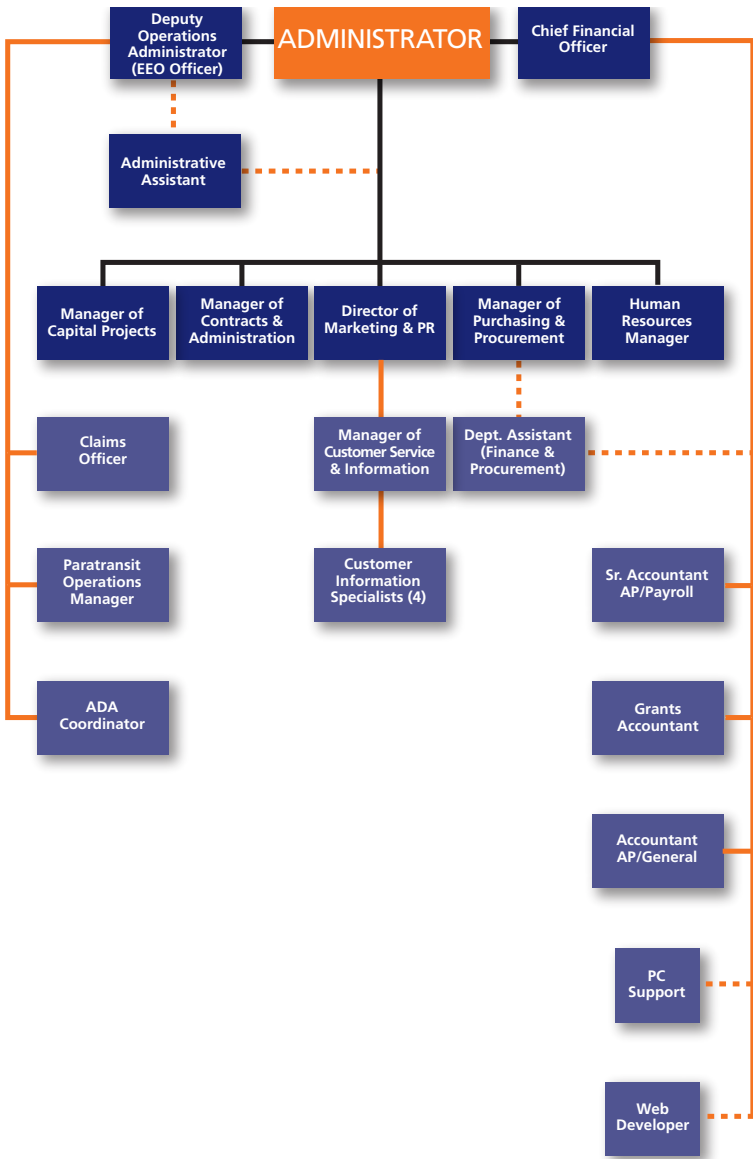 Deputy
Operations
Administrator
(EEO Officer)
ADMINISTRATOR
Chief Financial
Officer
Administrative
Assistant
Manager of
Capital Projects
Manager of
Contracts &
Administration
Director of
Marketing & PR
Manager of
Purchasing &
Procurement
Human
Resources
Manager
Claims
Officer
Manager of
Customer Service
& Information
Dept. Assistant
(Finance &
Procurement)
Paratransit
Operations
Manager
Customer
Information
Specialists (4)
Sr. Accountant
AP/Payroll
ADA
Coordinator
Grants
Accountant
Accountant
AP/General
PC
Support
Web
Developer